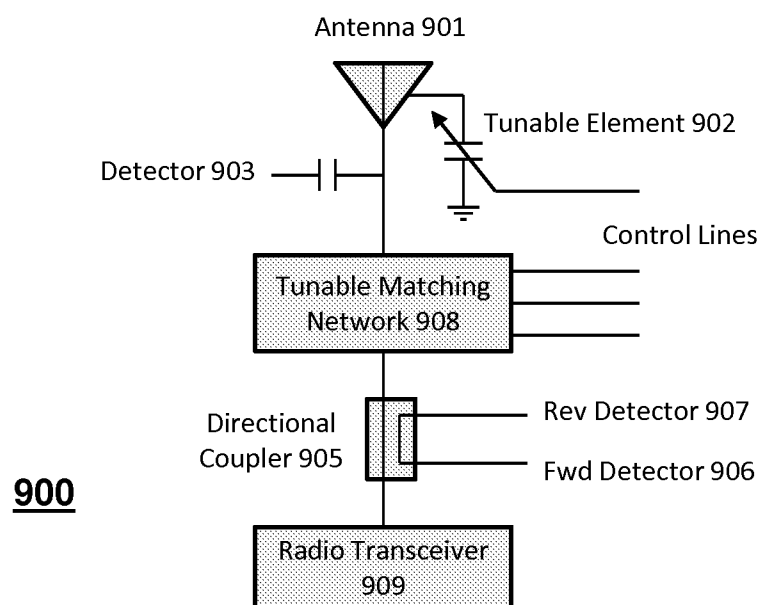 Antenna 901
Tunable Element 902
Detector 903
Control Lines
Tunable Matching
Network 908
Directional
Coupler 905
Rev Detector 907
Fwd Detector 906
900
Radio Transceiver
909